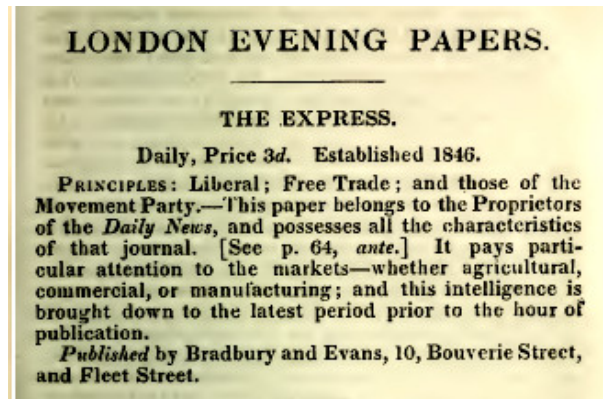 LONDON EVENING PAPERS.
THE EXPRESS.
Daily, Price 3d. Established 1846.
PRINCIPLES: Liberal; Free Trade; and those of the
Movement Party.—This paper belongs to the Proprietors
of the Daily News, and possesses all the characteristics
of that journal. [See p. 64, ante.] It pays parti-
cular attention to the markets—whether agricultural,
commercial, or manufacturing; and this intelligence is
brought down to the latest period prior to the hour of
publication.
Published by Bradbury and Evans, 10, Bouverie Street,
and Fleet Street.